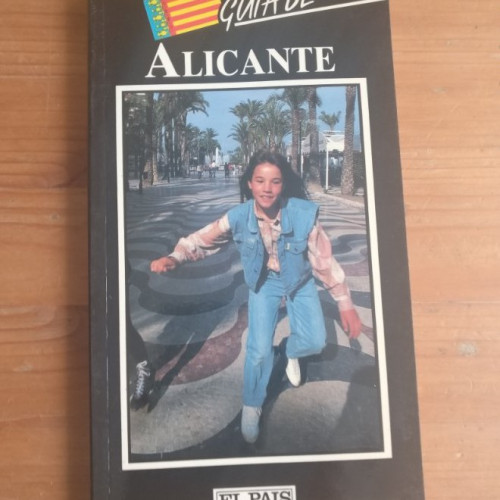 GUIA DE
ALICANTE
EL PAIS